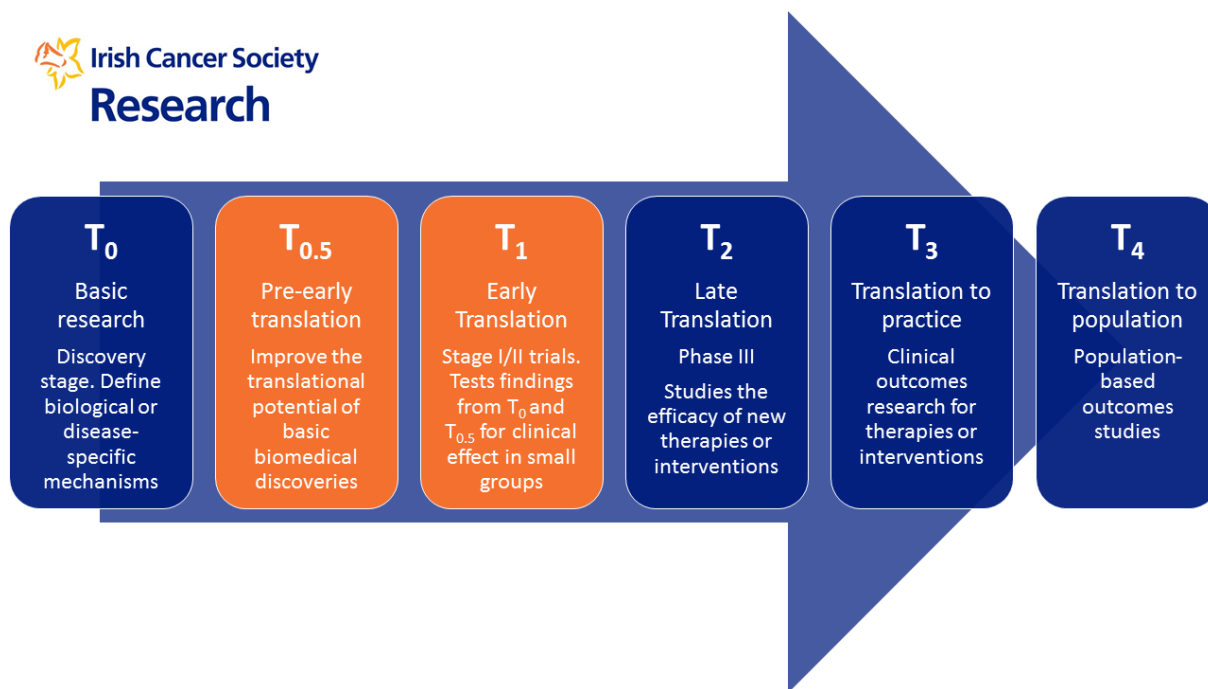 Irish Cancer Society
Research
T0
Basic
research
Discovery
stage. Define
biological or
disease-
specific
mechanisms
T0.5
Pre-early
translation
Improve the
translational
potential of
basic
biomedical
discoveries
T1
Early
Translation
Stage I/II trials.
Tests findings
from T0 and
T0.5 for clinical
effect in small
groups
T2
Late
Translation
Phase III
Studies the
efficacy of new
therapies or
interventions
T3
Translation to
practice
Clinical
outcomes
research for
therapies or
interventions
T4
Translation to
population
Population-
based
outcomes
studies